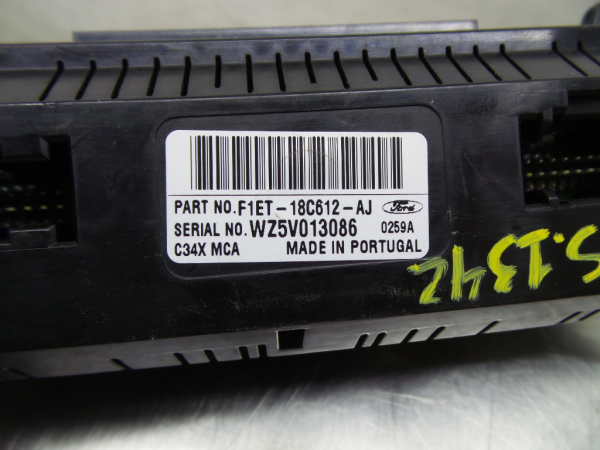 PART NO. F1ET-18C612-AJ Ford
SERIAL NO. WZ5V013086 0259A
C34X MCA MADE IN PORTUGAL
S.1342